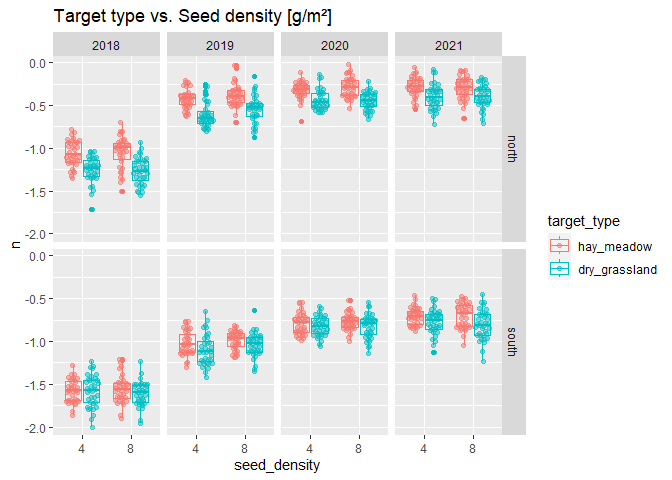 Target type vs. Seed density [g/m²]
2018 2019 2020 2021
0.0
-0.5
-1.0
-1.5
-2.0
north
n
0.0
-0.5
-1.0
-1.5
-2.0
south
4 8 4 8 4 8 4 8
seed_density
target_type
hay_meadow
dry_grassland